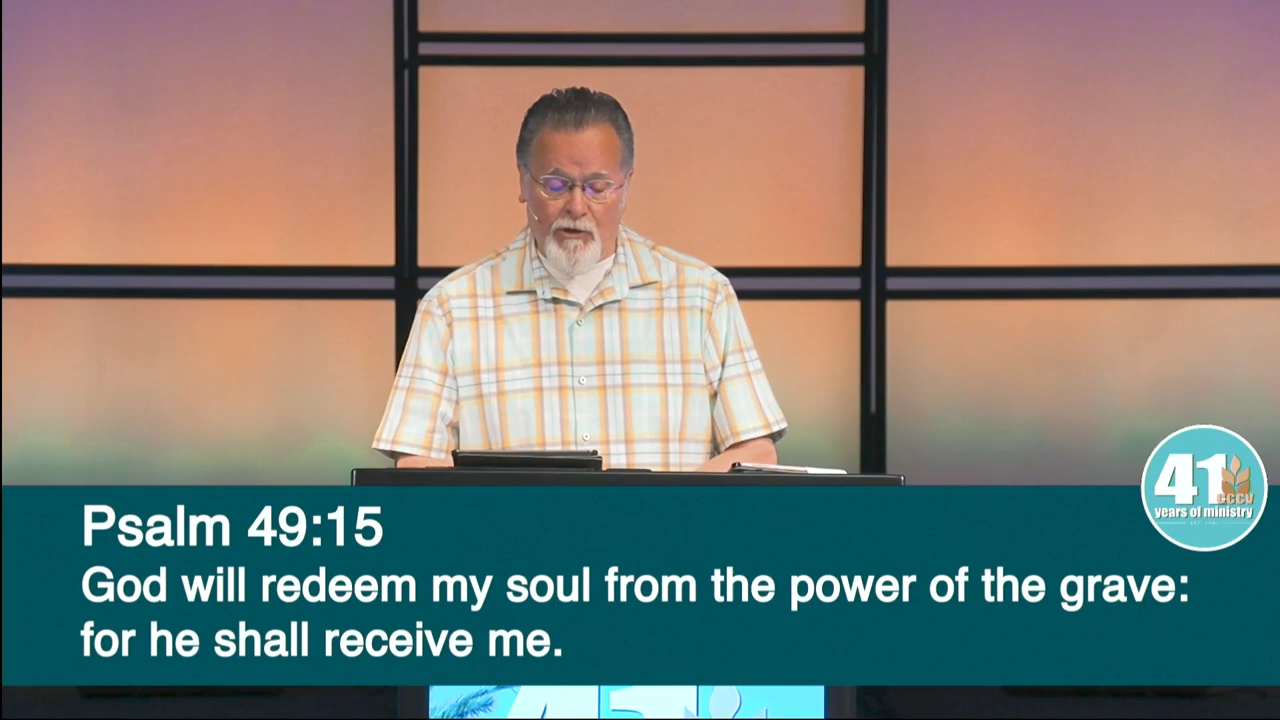 Psalm 49:15
God will redeem my soul from the power of the grave:
for he shall receive me.
41
CCCV
years of ministry